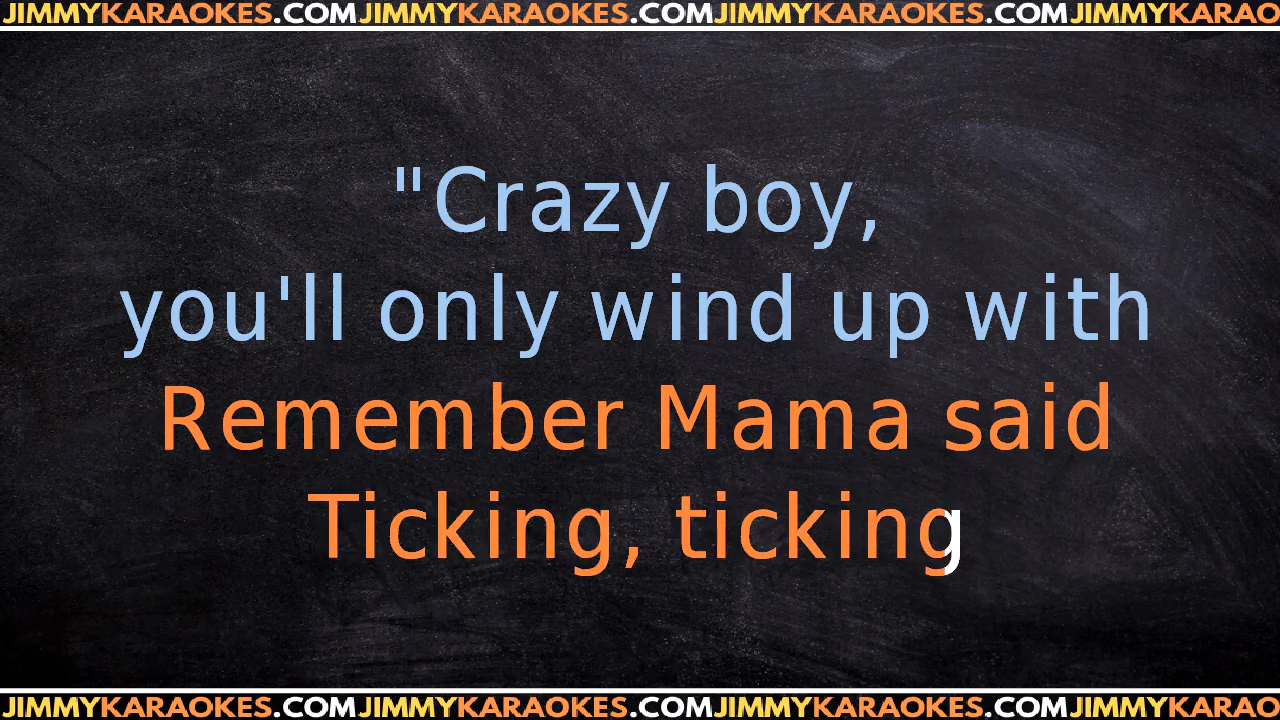 JIMMYKARAOKES.COMJIMMYKARAOKES.COMJIMMYKARAOKES.COMJIMMYKARAO
"Crazy boy,
you'll only wind up with
Remember Mama said
Ticking, ticking
JIMMYKARAOKES.COMJIMMYKARAOKES.COMJIMMYKARAOKES.COMJIMMYKARAO